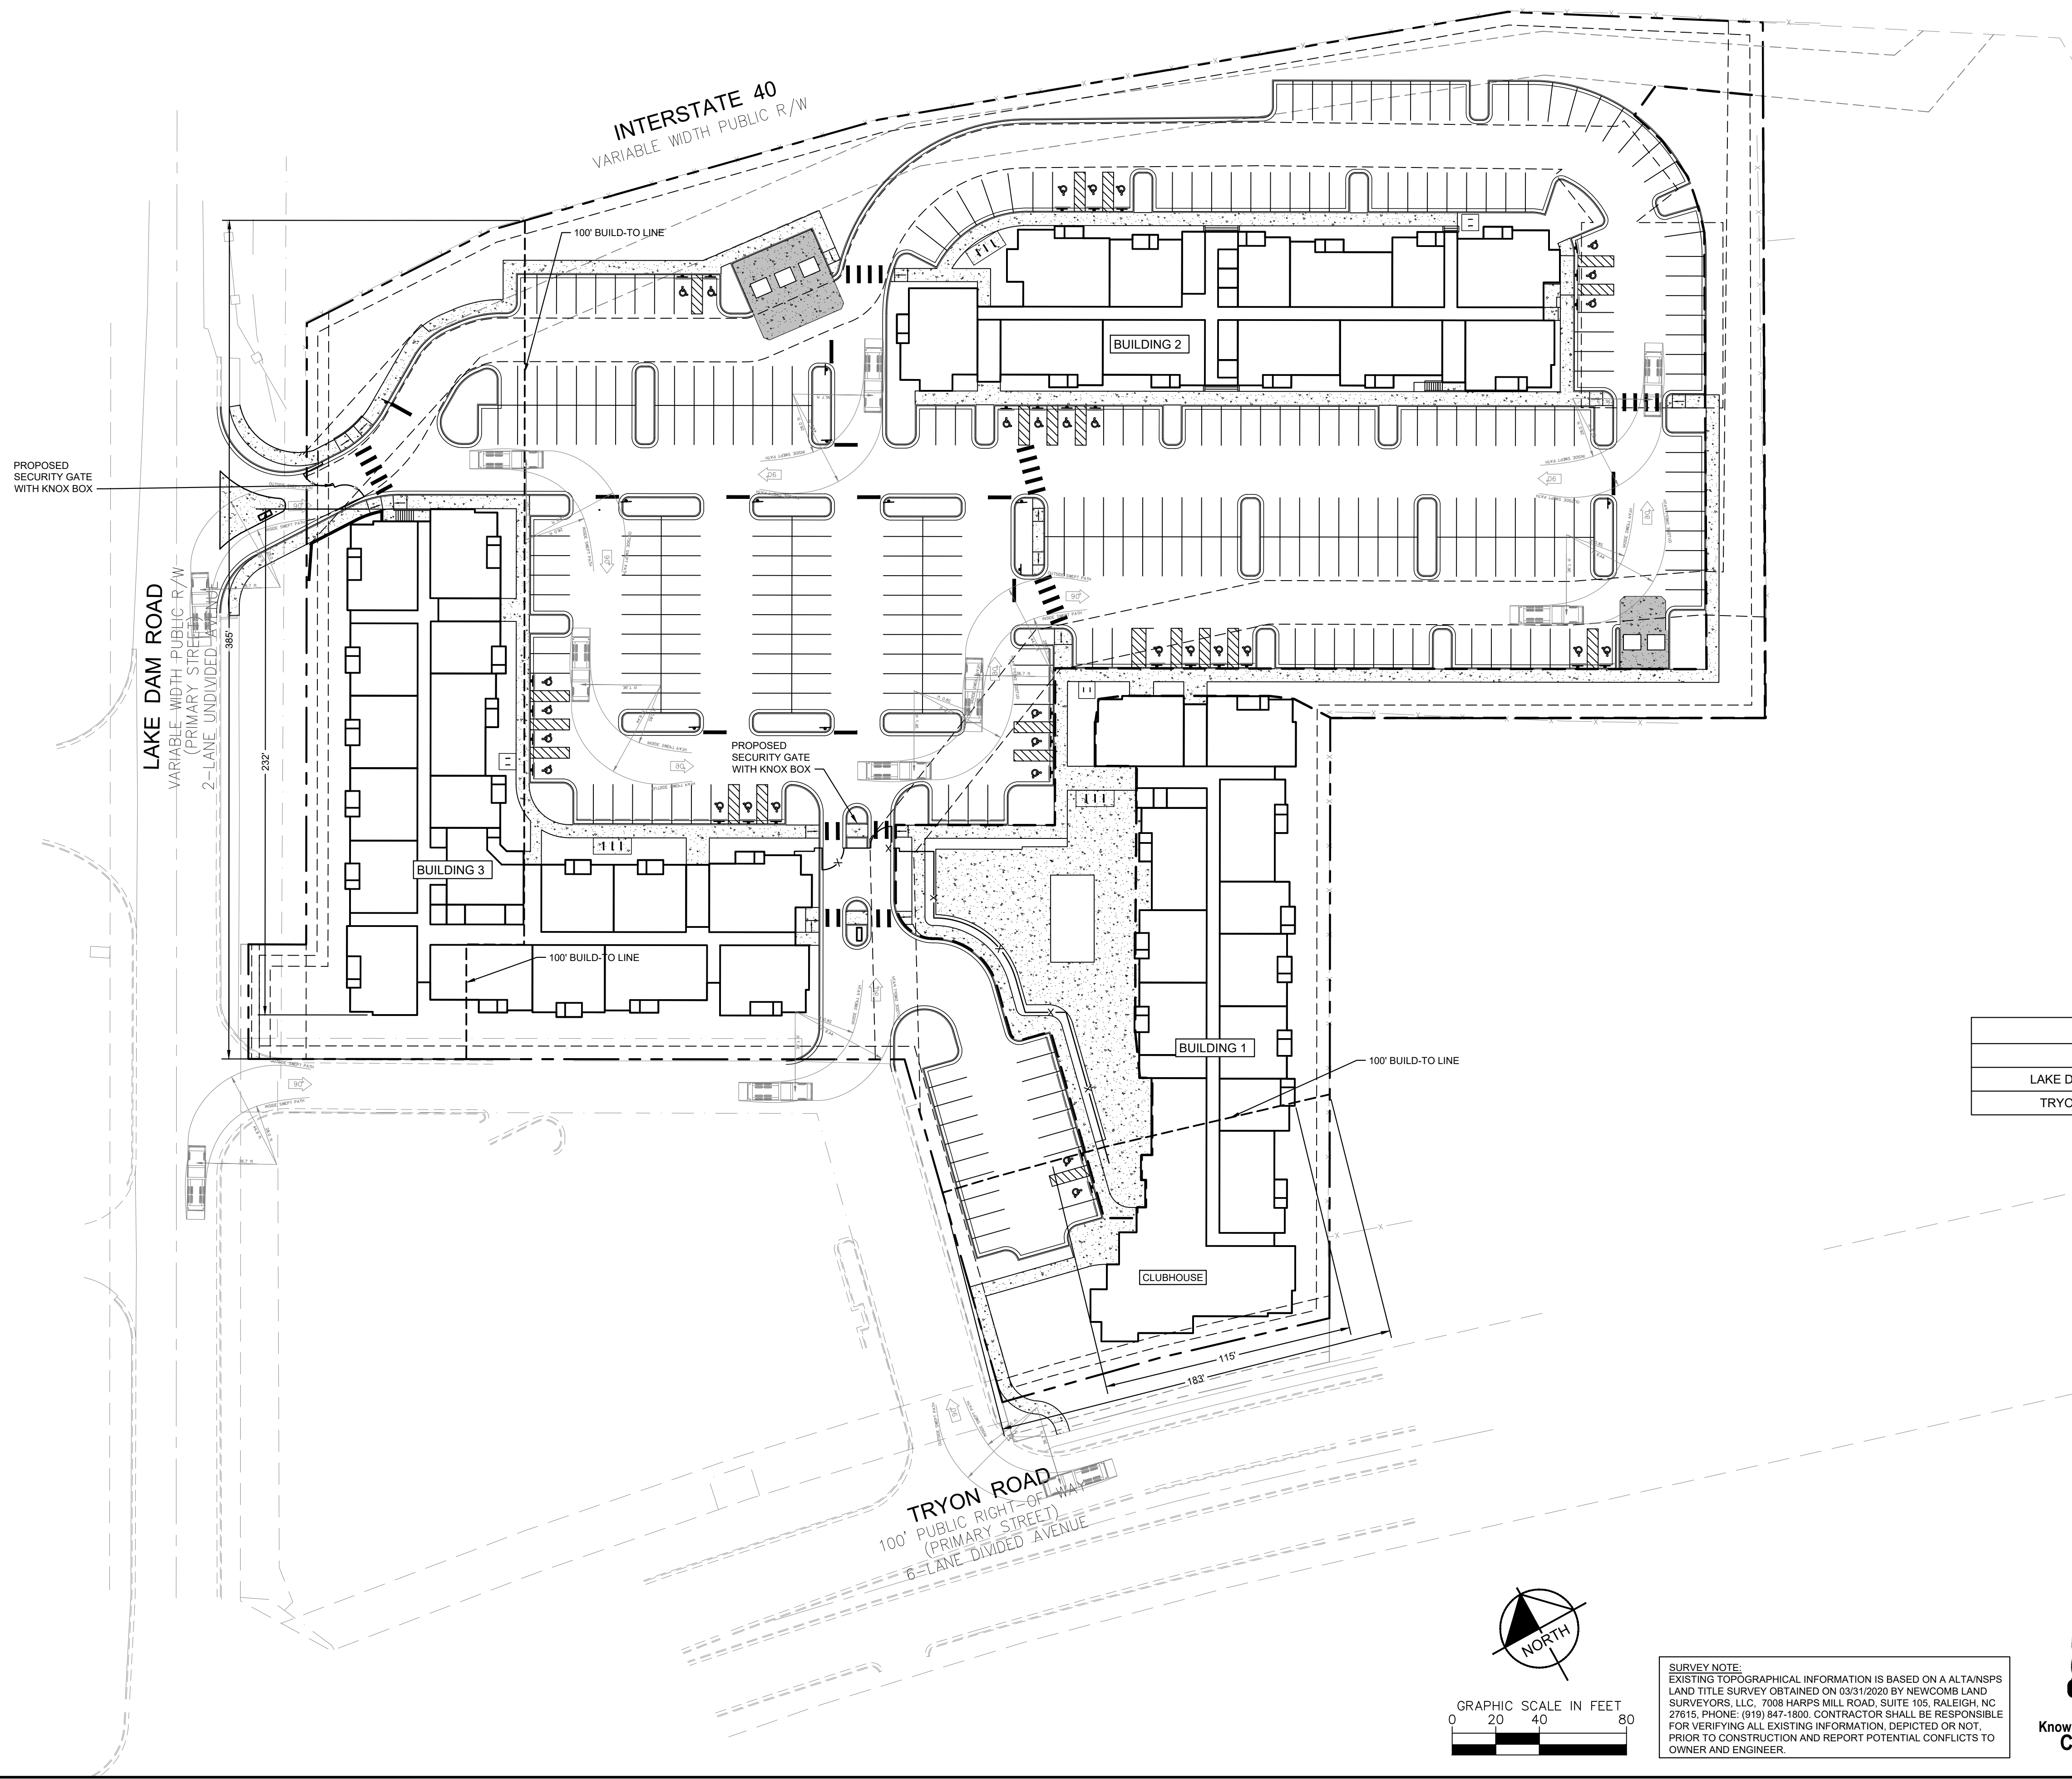 INTERSTATE 40
VARIABLE WIDTH PUBLIC R/W
100' BUILD-TO LINE
BUILDING 2
PROPOSED
SECURITY GATE
WITH KNOX BOX
LAKE DAM ROAD
VARIABLE WIDTH PUBLIC R/W
(PRIMARY STREET)
2-LANE UNDIVIDED AVENUE
385'
232'
PROPOSED
SECURITY GATE
WITH KNOX BOX
BUILDING 3
100' BUILD-TO LINE
BUILDING 1
100' BUILD-TO LINE
CLUBHOUSE
115'
183'
LAKE D
TRYO
TRYON ROAD
100' PUBLIC RIGHT-OF-WAY
(PRIMARY STREET)
6-LANE DIVIDED AVENUE
OUTSIDE SWEPT PATH
INSIDE SWEPT PATH
90°
NORTH
GRAPHIC SCALE IN FEET
0 20 40 80
SURVEY NOTE:
EXISTING TOPOGRAPHICAL INFORMATION IS BASED ON A ALTA/NSPS
LAND TITLE SURVEY OBTAINED ON 03/31/2020 BY NEWCOMB LAND
SURVEYORS, LLC, 7008 HARPS MILL ROAD, SUITE 105, RALEIGH, NC
27615, PHONE: (919) 847-1800. CONTRACTOR SHALL BE RESPONSIBLE
FOR VERIFYING ALL EXISTING INFORMATION, DEPICTED OR NOT,
PRIOR TO CONSTRUCTION AND REPORT POTENTIAL CONFLICTS TO
OWNER AND ENGINEER.
Know
C